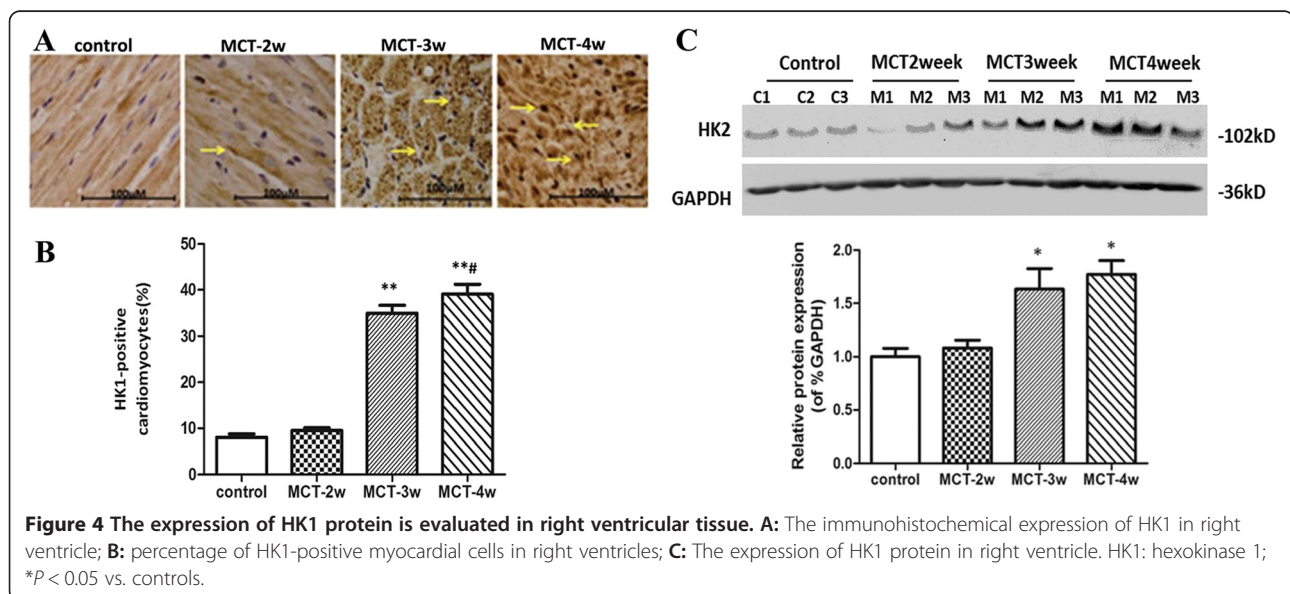 A
control MCT-2w MCT-3w MCT-4w
100μM 100μM 100μM 100μM
C
Control MCT2week MCT3week MCT4week
C1 C2 C3 M1 M2 M3 M1 M2 M3 M1 M2 M3
HK2 -102kD
GAPDH -36kD
B
HK1-positive
cardiomyocytes(%)
50
40
30
20
10
0
** **#
control MCT-2w MCT-3w MCT-4w
Relative protein expression
(of %GAPDH)
2.0
1.5
1.0
0.5
0.0
* *
control MCT-2w MCT-3w MCT-4w
Figure 4 The expression of HK1 protein is evaluated in right ventricular tissue. A: The immunohistochemical expression of HK1 in right
ventricle; B: percentage of HK1-positive myocardial cells in right ventricles; C: The expression of HK1 protein in right ventricle. HK1: hexokinase 1;
*P < 0.05 vs. controls.